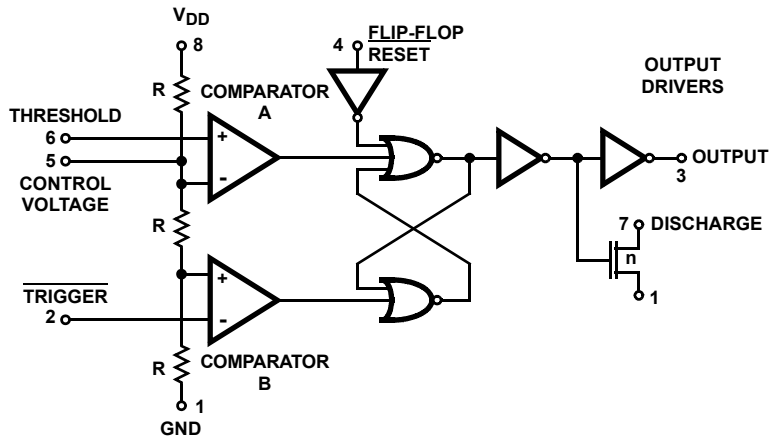 VDD
8
R
THRESHOLD
6
5
CONTROL
VOLTAGE
COMPARATOR
A
+
-
4
FLIP-FLOP
RESET
OUTPUT
DRIVERS
OUTPUT
3
R
7 DISCHARGE
n
1
TRIGGER
2
+
-
COMPARATOR
B
R
1
GND